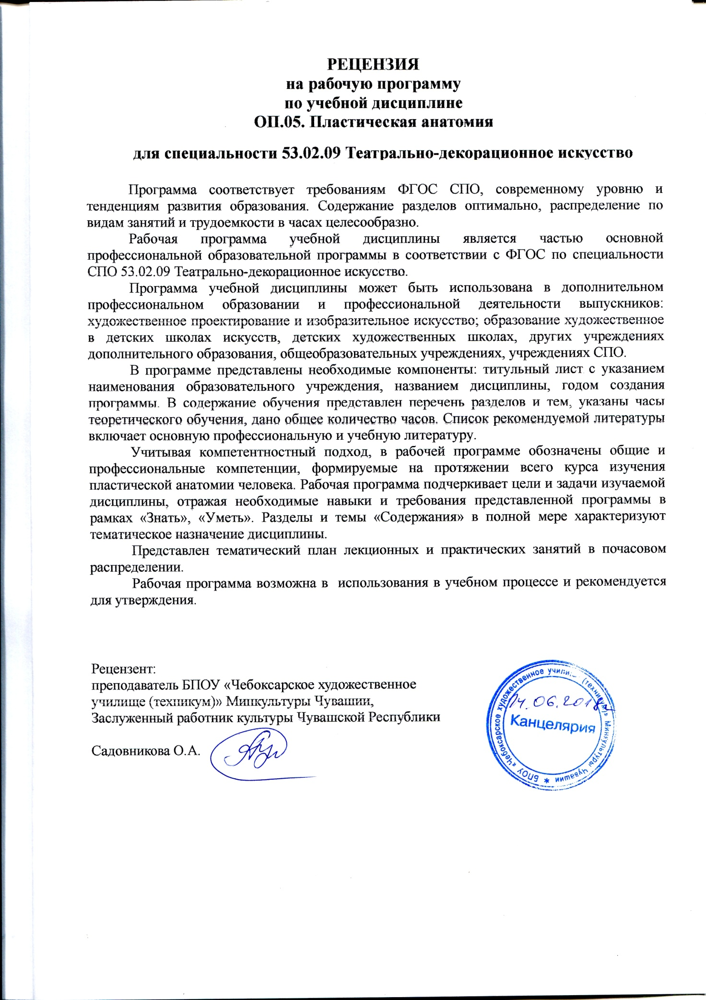 РЕЦЕНЗИЯ
на рабочую программу
по учебной дисциплине
ОП.05. Пластическая анатомия
для специальности 53.02.09 Театрально-декорационное искусство
Программа соответствует требованиям ФГОС СПО, современному уровню и
тенденциям развития образования. Содержание разделов оптимально, распределение по
видам занятий и трудоемкости в часах целесообразно.
Рабочая программа учебной дисциплины является частью основной
профессиональной образовательной программы в соответствии с ФГОС по специальности
СПО 53.02.09 Театрально-декорационное искусство.
Программа учебной дисциплины может быть использована в дополнительном
профессиональном образовании и профессиональной деятельности выпускников:
художественное проектирование и изобразительное искусство; образование художественное
в детских школах искусств, детских художественных школах, других учреждениях
дополнительного образования, общеобразовательных учреждениях, учреждениях СПО.
В программе представлены необходимые компоненты: титульный лист с указанием
наименования образовательного учреждения, названием дисциплины, годом создания
программы. В содержание обучения представлен перечень разделов и тем, указаны часы
теоретического обучения, дано общее количество часов. Список рекомендуемой литературы
включает основную профессиональную и учебную литературу.
Учитывая компетентностный подход, в рабочей программе обозначены общие и
профессиональные компетенции, формируемые на протяжении всего курса изучения
пластической анатомии человека. Рабочая программа подчеркивает цели и задачи изучаемой
дисциплины, отражая необходимые навыки и требования представленной программы в
рамках «Знать», «Уметь». Разделы и темы «Содержания» в полной мере характеризуют
тематическое назначение дисциплины.
Представлен тематический план лекционных и практических занятий в почасовом
распределении.
Рабочая программа возможна в использования в учебном процессе и рекомендуется
для утверждения.
Рецензент:
преподаватель БПОУ «Чебоксарское художественное
училище (техникум)» Минкультуры Чувашии,
Заслуженный работник культуры Чувашской Республики
Садовникова О.А.
БПОУ «Чебоксарское художественное училище (техникум)» Минкультуры Чувашии *
14.06.2018г
Канцелярия